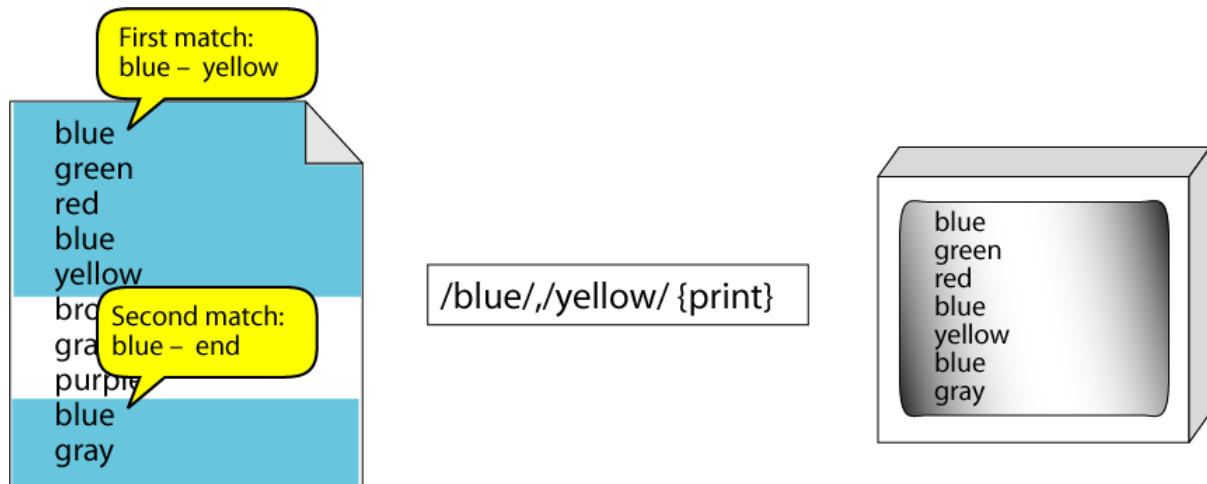 First match:
blue – yellow
blue
green
red
blue
yellow
Second match:
blue – end
purple
blue
gray
/blue/,/yellow/ {print}
blue
green
red
blue
yellow
blue
gray